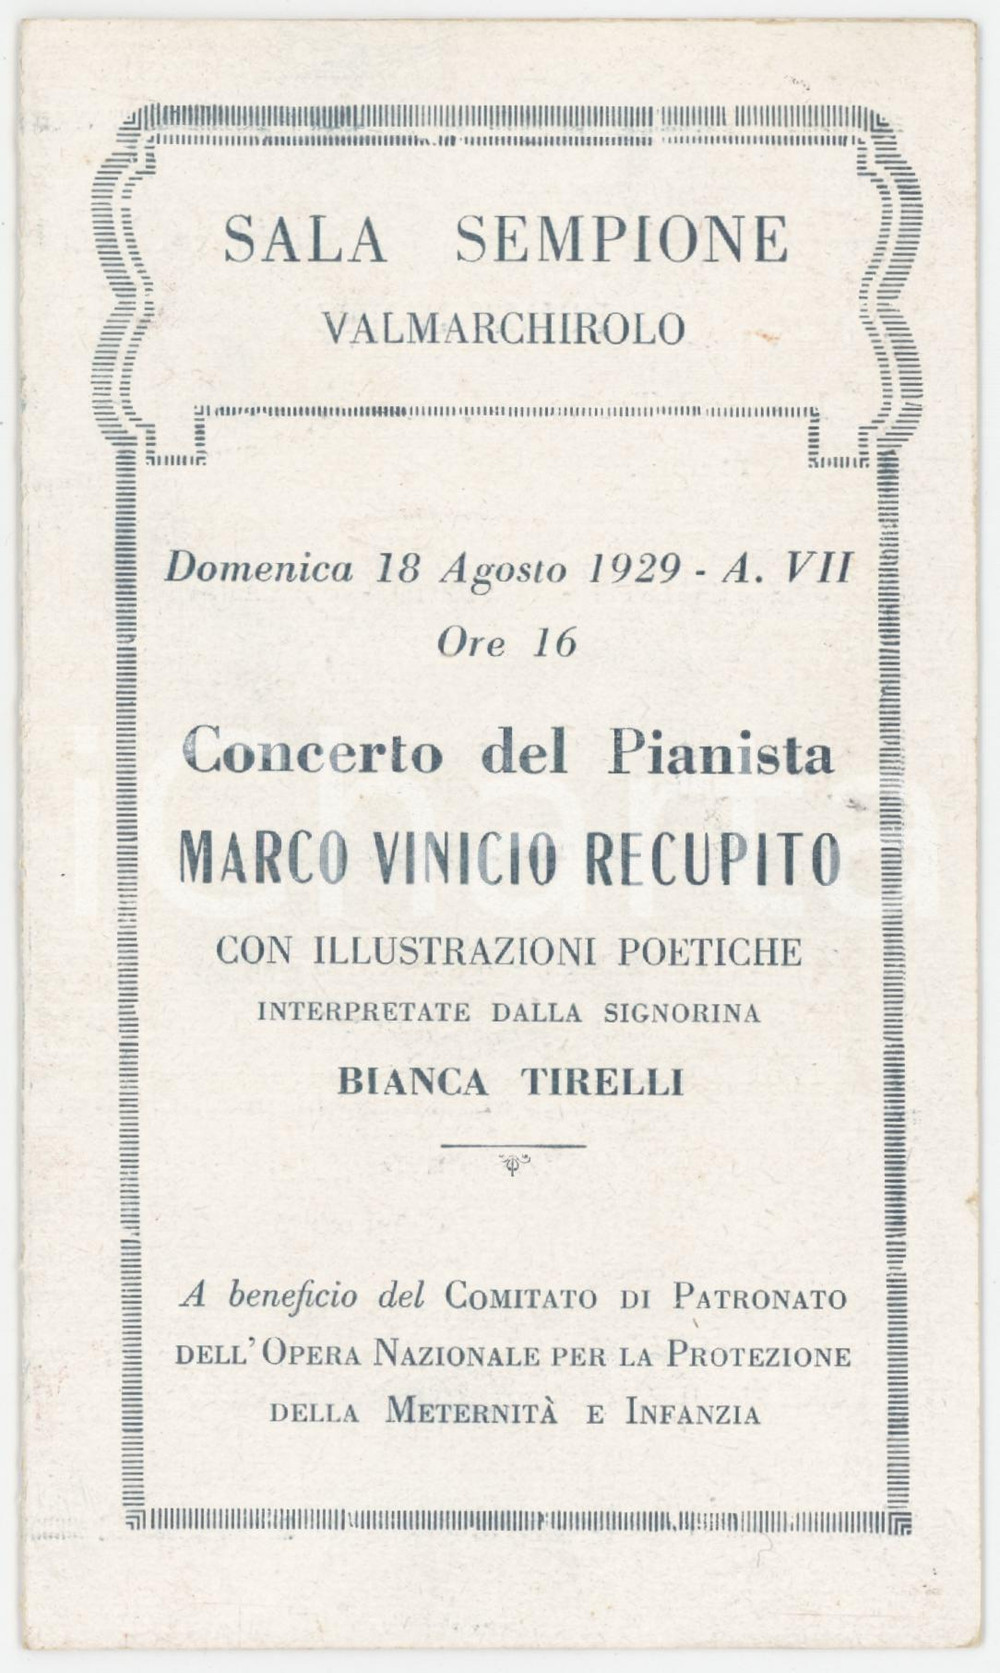 SALA SEMPIONE
VALMARCHIROLO
Domenica 18 Agosto 1929 - A. VII
Ore 16
Concerto del Pianista
MARCO VINICIO RECUPITO
CON ILLUSTRAZIONI POETICHE
INTERPRETATE DALLA SIGNORINA
BIANCA TIRELLI
A beneficio del COMITATO DI PATRONATO
DELL'OPERA NAZIONALE PER LA PROTEZIONE
DELLA METERNITÀ E INFANZIA